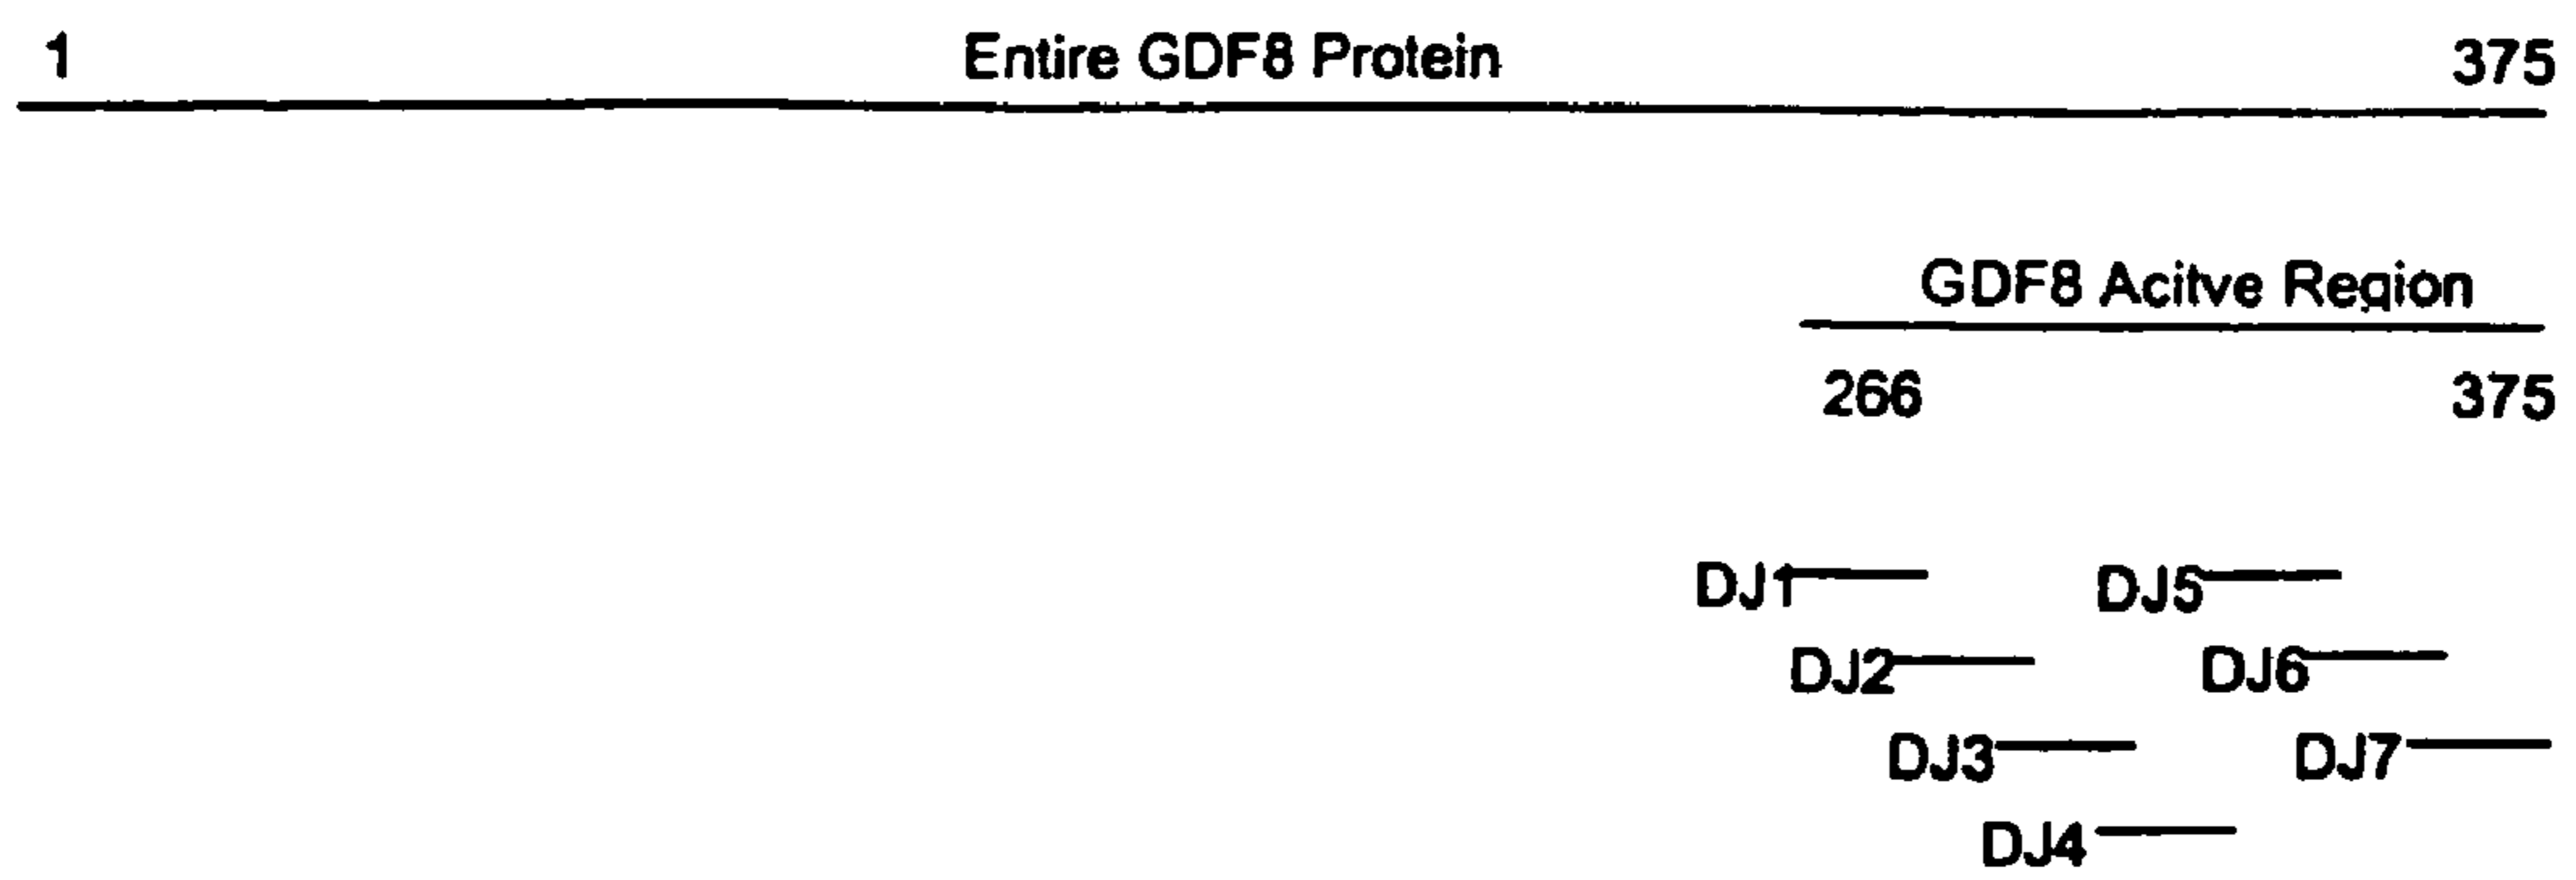 1 Entire GDF8 Protein 375
GDF8 Acitve Region
266 375
DJ1 DJ5
DJ2 DJ6
DJ3 DJ7
DJ4